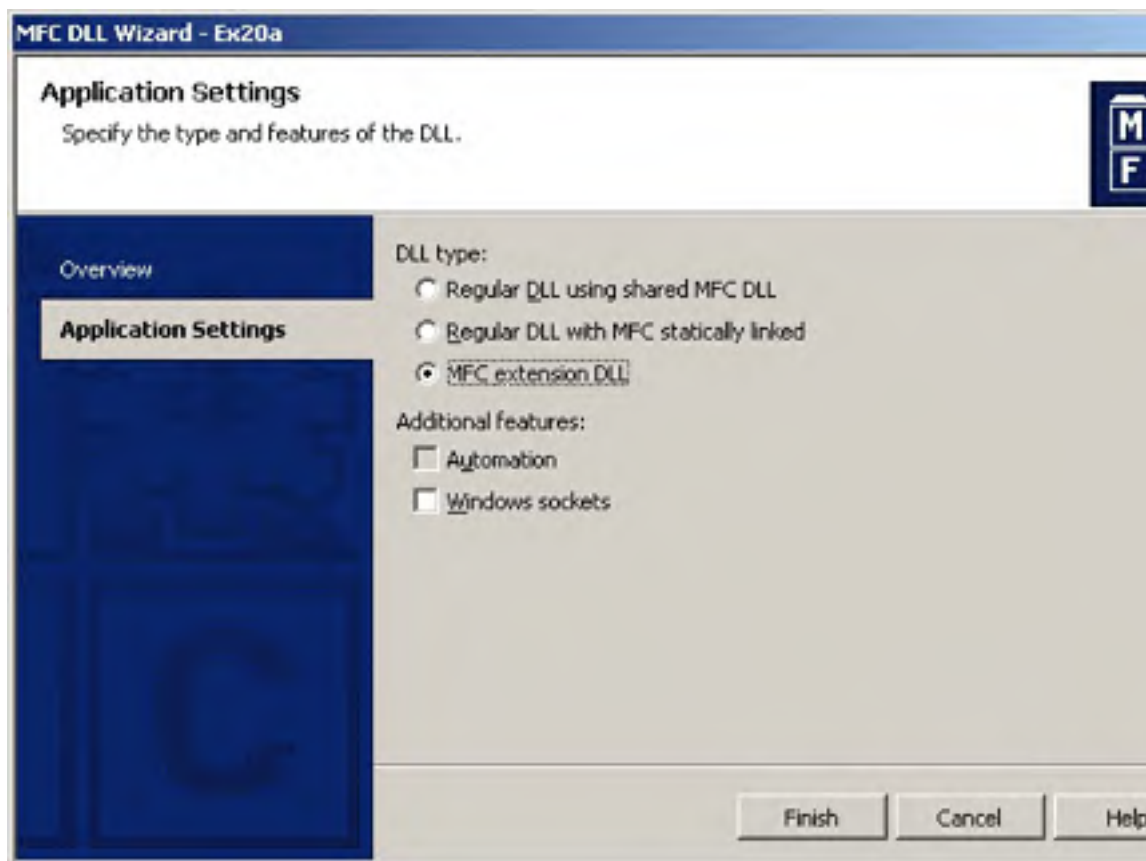 MFC DLL Wizard - Ex20a
Application Settings
Specify the type and features of the DLL.
M
F
Overview
Application Settings
DLL type:
Regular DLL using shared MFC DLL
Regular DLL with MFC statically linked
MFC extension DLL
Additional features:
Automation
Windows sockets
C
Finish
Cancel
Help